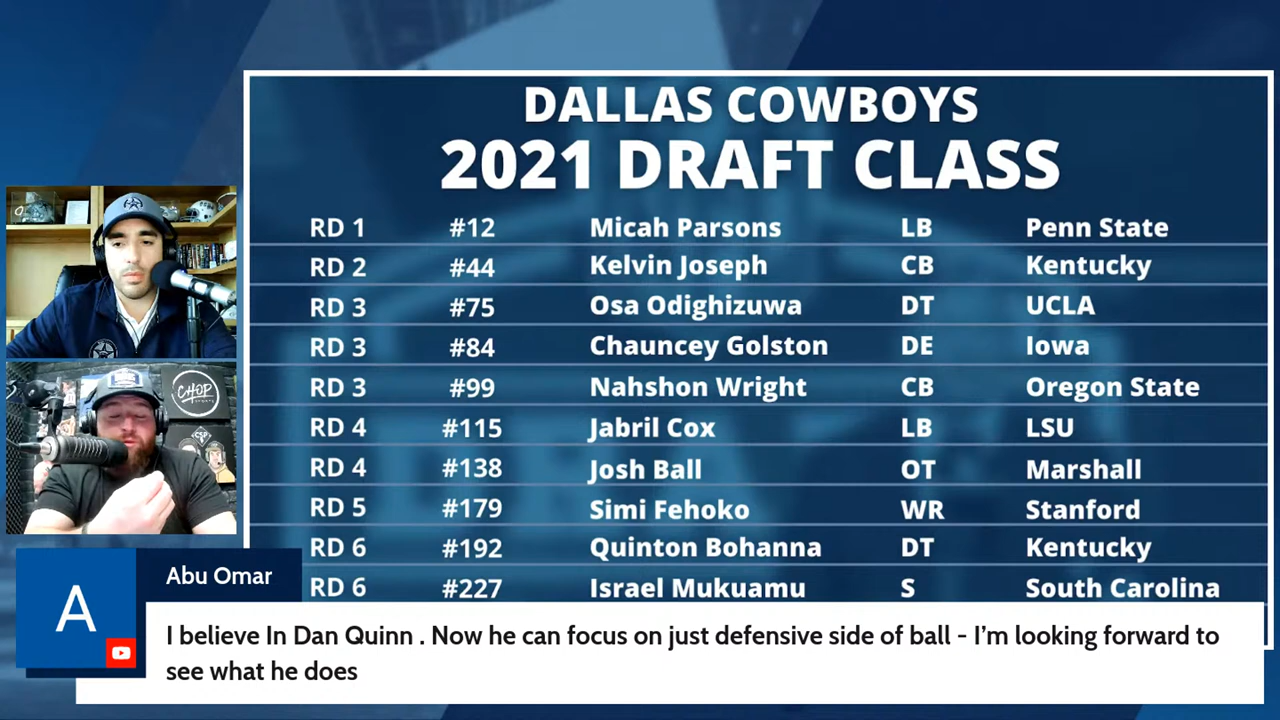 DALLAS COWBOYS
2021 DRAFT CLASS
RD 1 #12 Micah Parsons LB Penn State
RD 2 #44 Kelvin Joseph CB Kentucky
RD 3 #75 Osa Odighizuwa DT UCLA
RD 3 #84 Chauncey Golston DE Iowa
RD 3 #99 Nahshon Wright CB Oregon State
RD 4 #115 Jabril Cox LB LSU
RD 4 #138 Josh Ball OT Marshall
RD 5 #179 Simi Fehoko WR Stanford
RD 6 #192 Quinton Bohanna DT Kentucky
RD 6 #227 Israel Mukuamu S South Carolina
CHOP
A
Abu Omar
I believe In Dan Quinn . Now he can focus on just defensive side of ball - I'm looking forward to
see what he does